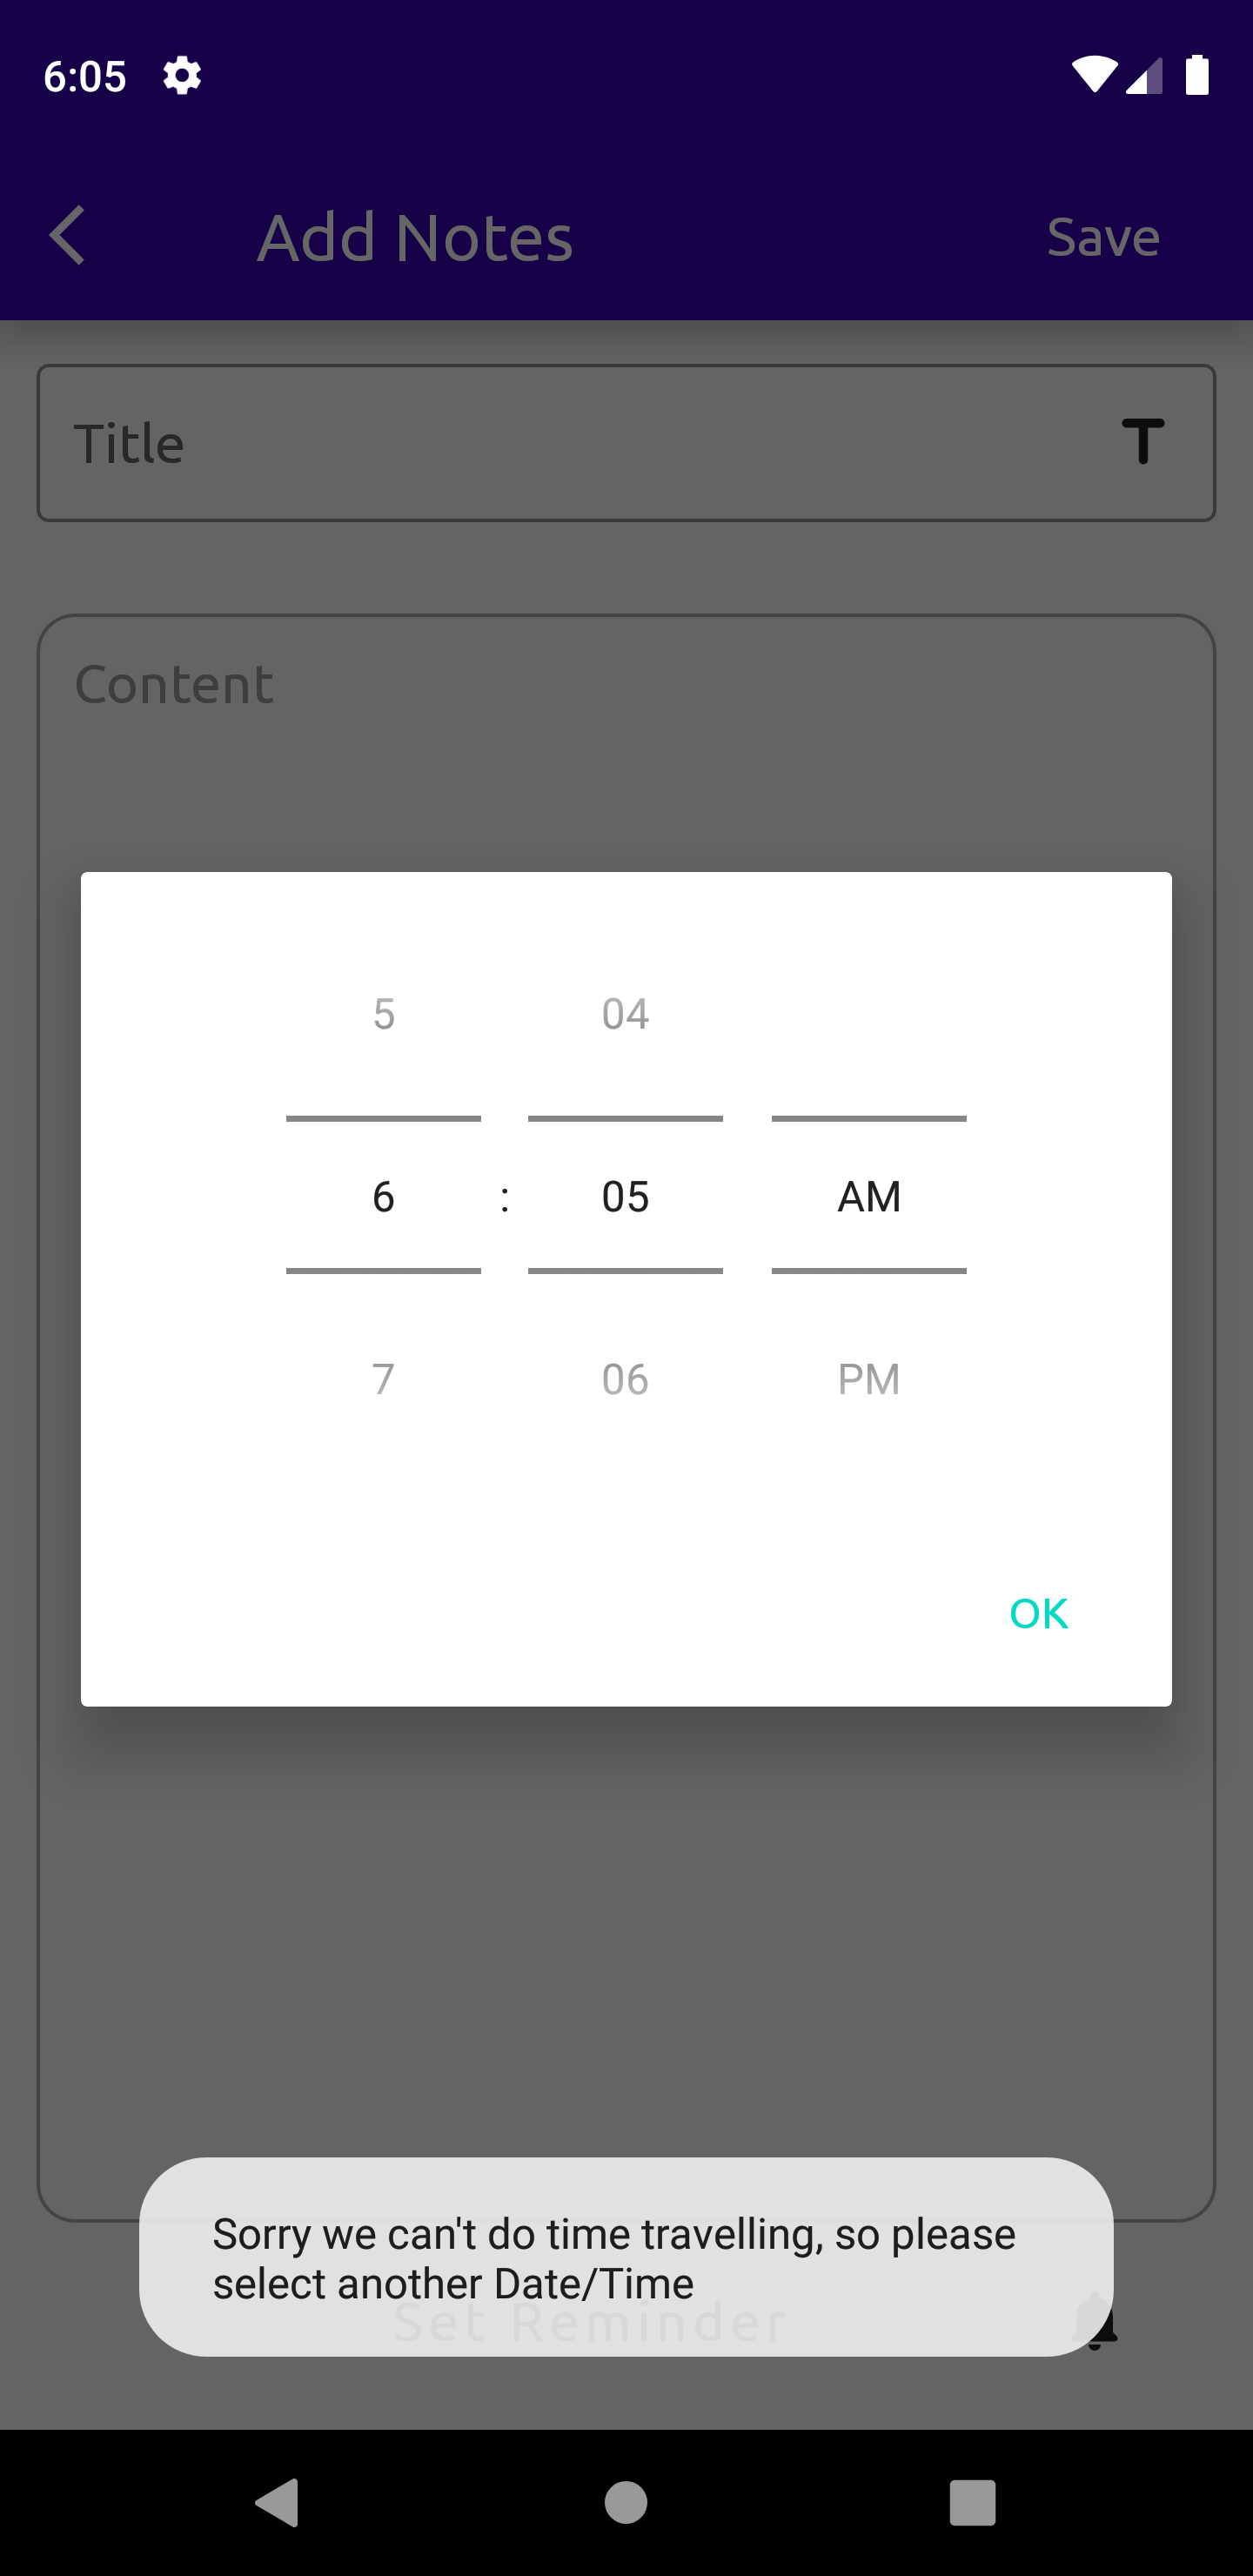 6:05
Add Notes
Save
Title
Content
5
04
6
:
05
AM
7
06
PM
OK
Sorry we can't do time travelling, so please
select another Date/Time
Set Reminder